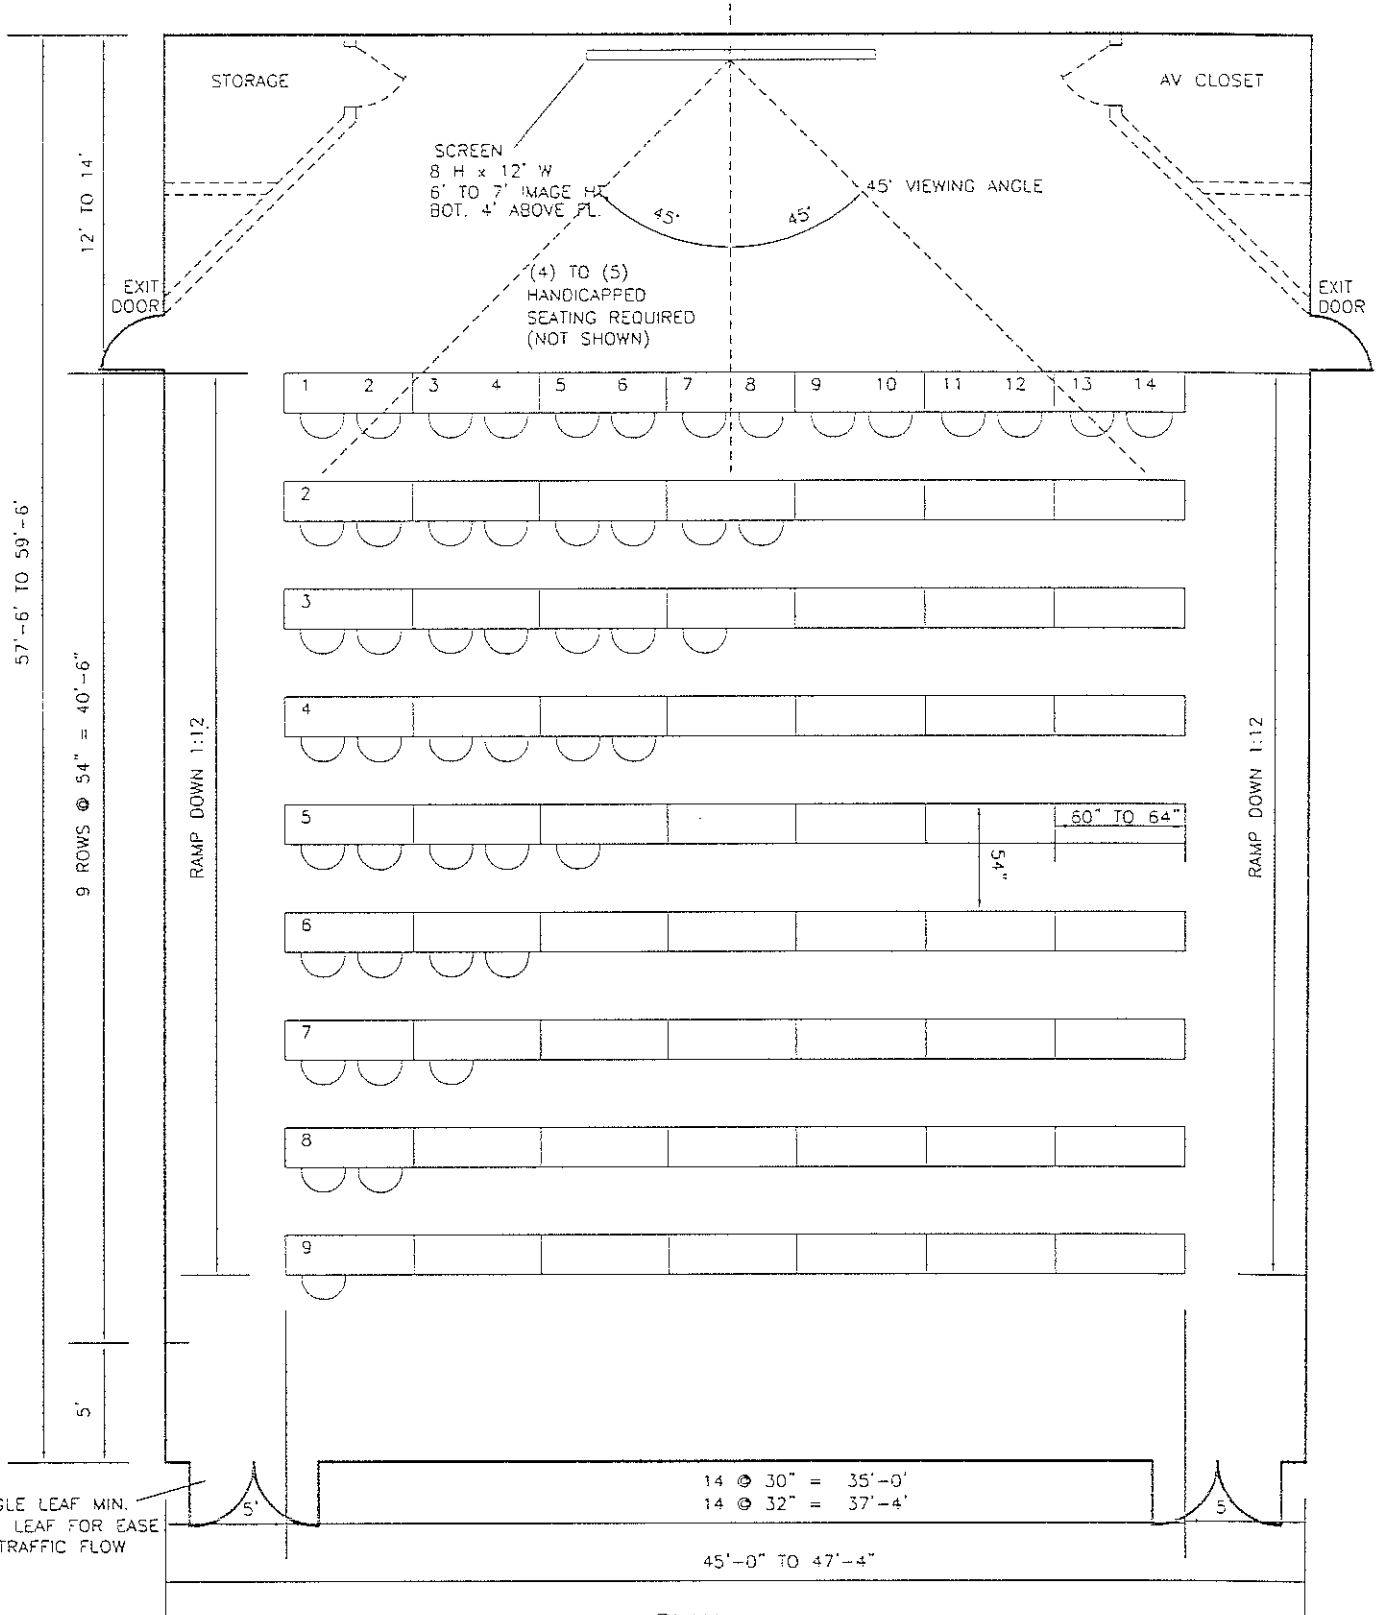 STORAGE
AV CLOSET
SCREEN
8 H x 12' W
6' TO 7' IMAGE HT.
BOT. 4' ABOVE FL.
45' VIEWING ANGLE
45'
45'
12' TO 14'
(4) TO (5)
HANDICAPPED
SEATING REQUIRED
(NOT SHOWN)
EXIT
DOOR
EXIT
DOOR
1 2 3 4 5 6 7 8 9 10 11 12 13 14
2
3
4
5
60" TO 64"
54"
6
7
8
9
57'-6' TO 59'-6'
9 ROWS @ 54" = 40'-6"
RAMP DOWN 1:12
RAMP DOWN 1:12
5'
LEAF MIN.
LEAF FOR EASE
TRAFFIC FLOW
5'
14 @ 30" = 35'-0'
14 @ 32" = 37'-4'
5
45'-0" TO 47'-4"